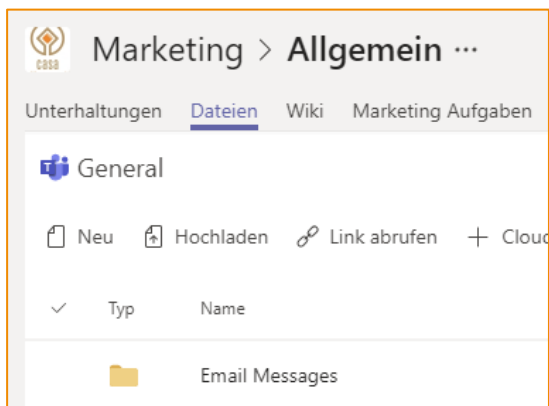 casa
Marketing > Allgemein ...
Unterhaltungen Dateien Wiki Marketing Aufgaben
General
Neu Hochladen Link abrufen + Cloud
Typ Name
Email Messages